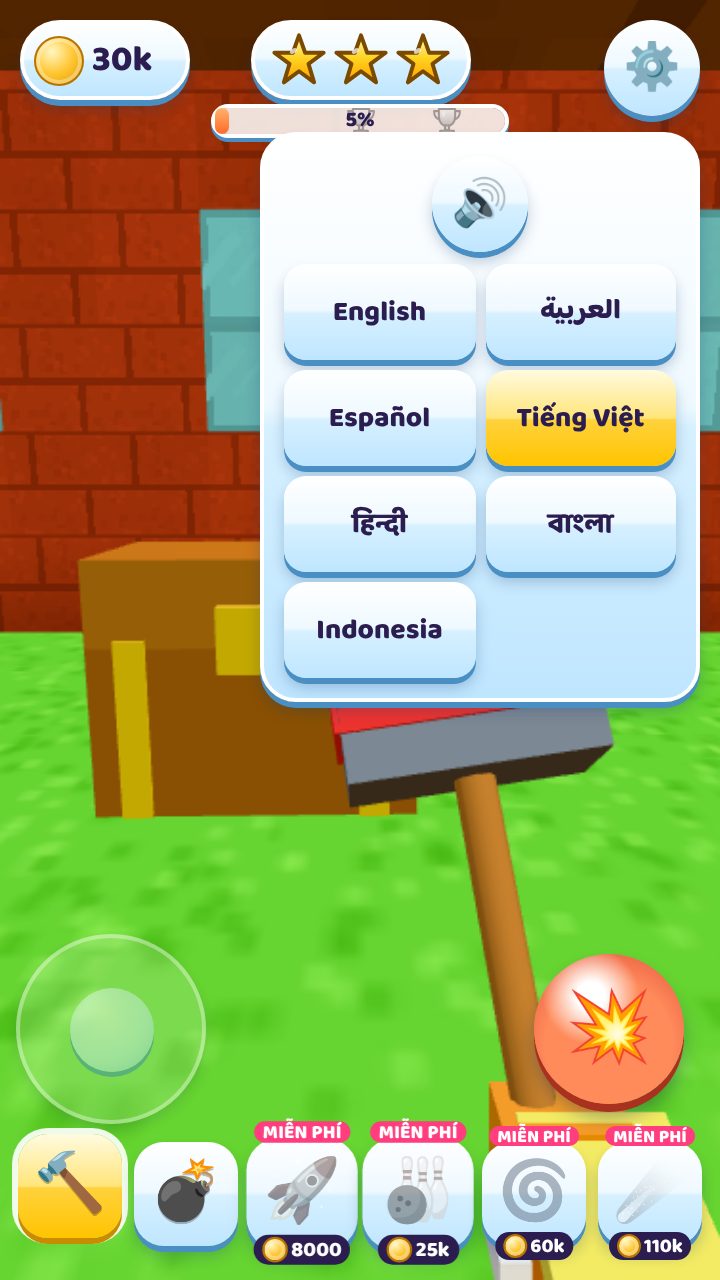 30k
5%
English
العربية
Español
Tiếng Việt
हिन्दी
বাংলা
Indonesia
MIỄN PHÍ
MIỄN PHÍ
MIỄN PHÍ
MIỄN PHÍ
8000
25k
60k
110k